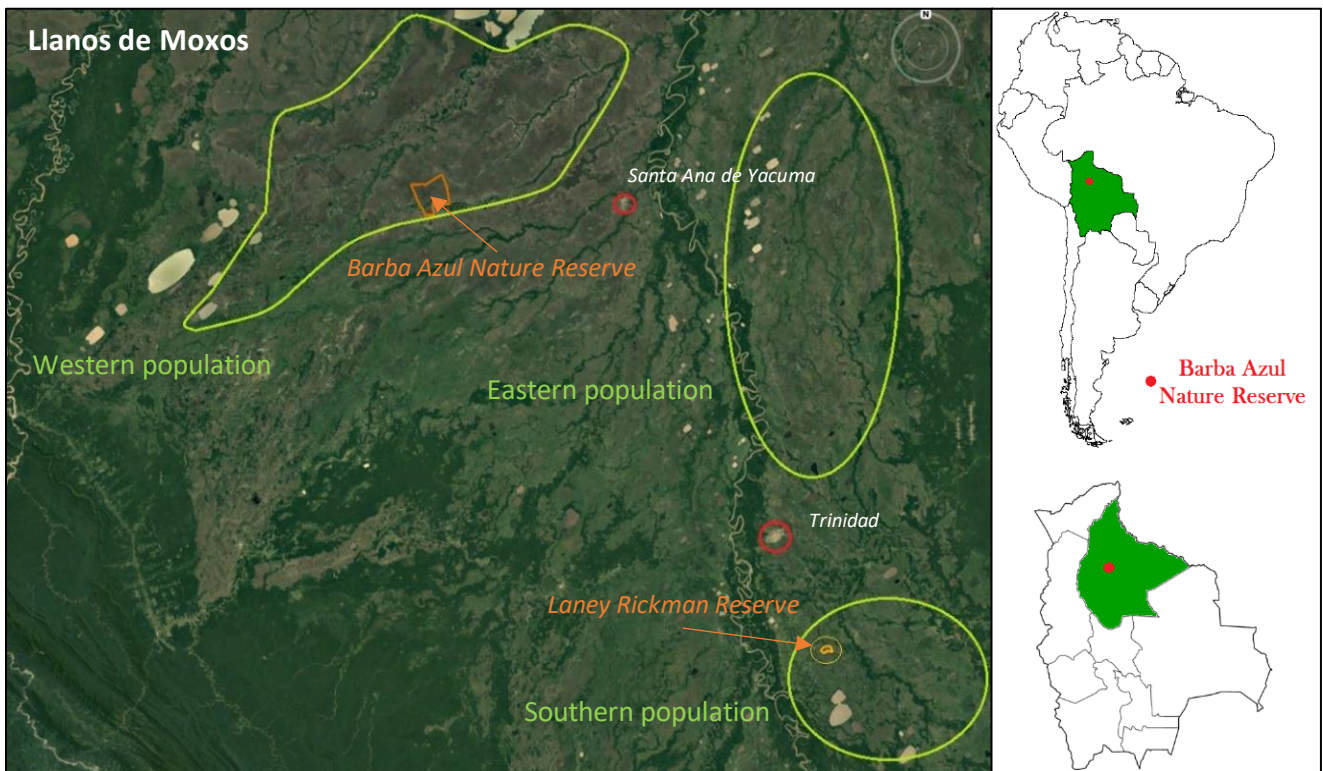 Llanos de Moxos
N
Santa Ana de Yacuma
Barba Azul Nature Reserve
Western population
Eastern population
Trinidad
Laney Rickman Reserve
Southern population
Barba Azul
Nature Reserve